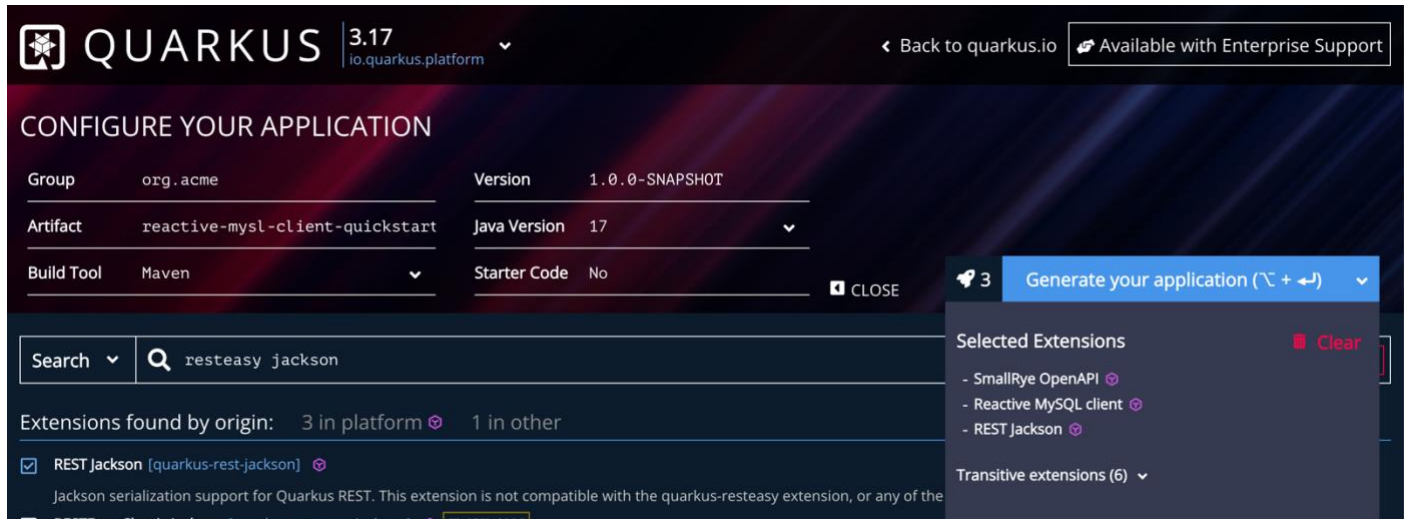 QUARKUS 3.17 io.quarkus.platform
Back to quarkus.io
Available with Enterprise Support
CONFIGURE YOUR APPLICATION
Group org.acme
Version 1.0.0-SNAPSHOT
Artifact reactive-mysl-client-quickstart
Java Version 17
Build Tool Maven
Starter Code No
CLOSE
3 Generate your application (⌥ + ↵)
Selected Extensions Clear
- SmallRye OpenAPI
- Reactive MySQL client
- REST Jackson
Transitive extensions (6)
Search resteasy jackson
Extensions found by origin: 3 in platform 1 in other
REST Jackson [quarkus-rest-jackson]
Jackson serialization support for Quarkus REST. This extension is not compatible with the quarkus-resteasy extension, or any of the